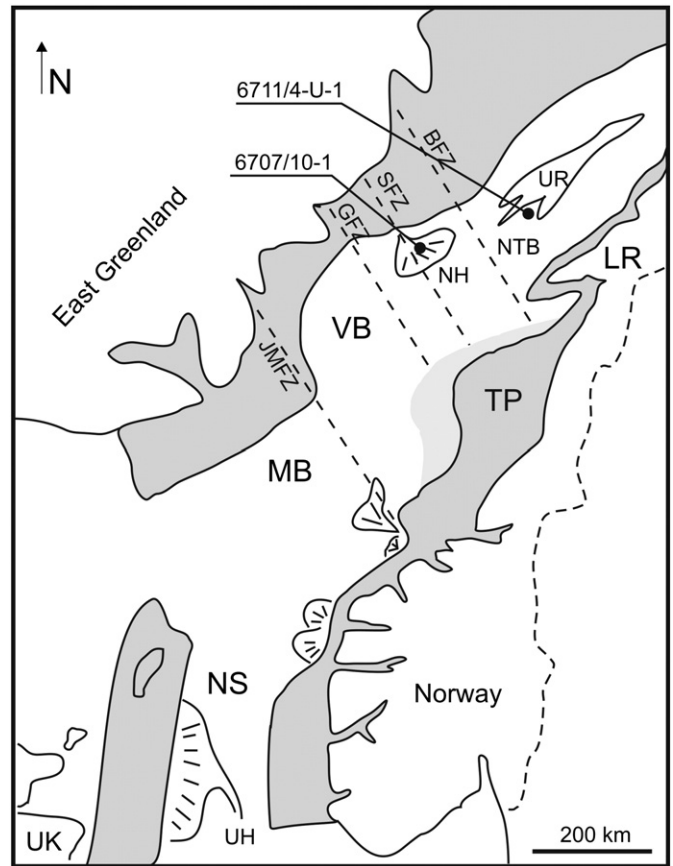 N
6711/4-U-1
6707/10-1
BFZ
SFZ
GFZ
UR
NTB
NH
LR
East Greenland
VB
JMFZ
TP
MB
NS
Norway
UK
UH
200 km